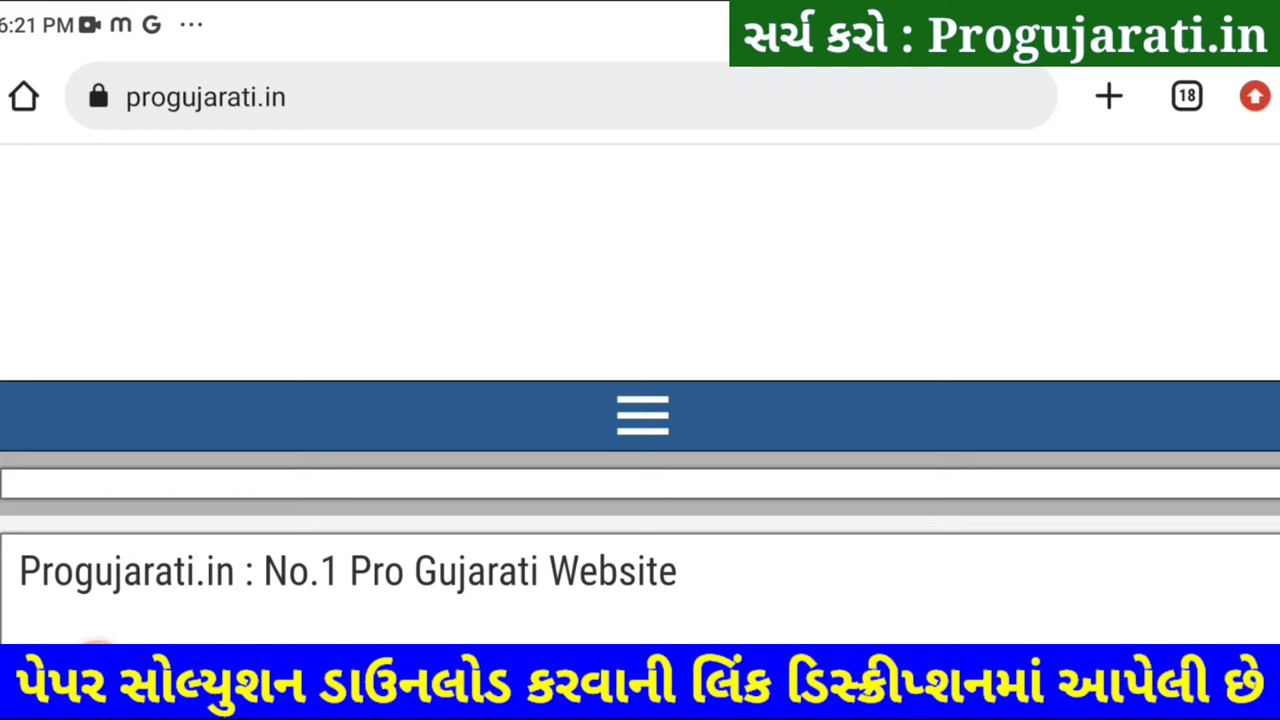 6:21 PM
સર્ચ કરો : Progujarati.in
progujarati.in
18
Progujarati.in : No.1 Pro Gujarati Website
પેપર સોલ્યુશન ડાઉનલોડ કરવાની લિંક ડિસ્ક્રીપ્શનમાં આપેલી છે